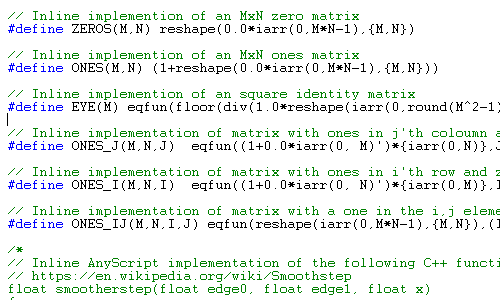 // Inline implemention of an MxN zero matrix
#define ZEROS(M,N) reshape(0.0*iarr(0,M*N-1),{M,N})
// Inline implemention of an MxN ones matrix
#define ONES(M,N) (1+reshape(0.0*iarr(0,M*N-1),{M,N}))
// Inline implemention of an square identity matrix
#define EYE(M) eqfun(floor(div(1.0*reshape(iarr(0,round(M^2-1)
// Inline implementation of matrix with ones in j'th coloumn a
#define ONES_J(M,N,J)  eqfun((1+0.0*iarr(0, M)')*{iarr(0,N)},J
// Inline implementation of matrix with ones in i'th row and z
#define ONES_I(M,N,I)  eqfun((1+0.0*iarr(0, N)')*{iarr(0,M)},I
// Inline implementation of matrix with a one in the i,j eleme
#define ONES_IJ(M,N,I,J) eqfun(reshape(iarr(0,M*N-1),{M,N}),(I
/*
// Inline AnyScript implementation of the following C++ functi
// https://en.wikipedia.org/wiki/Smoothstep
float smootherstep(float edge0, float edge1, float x)